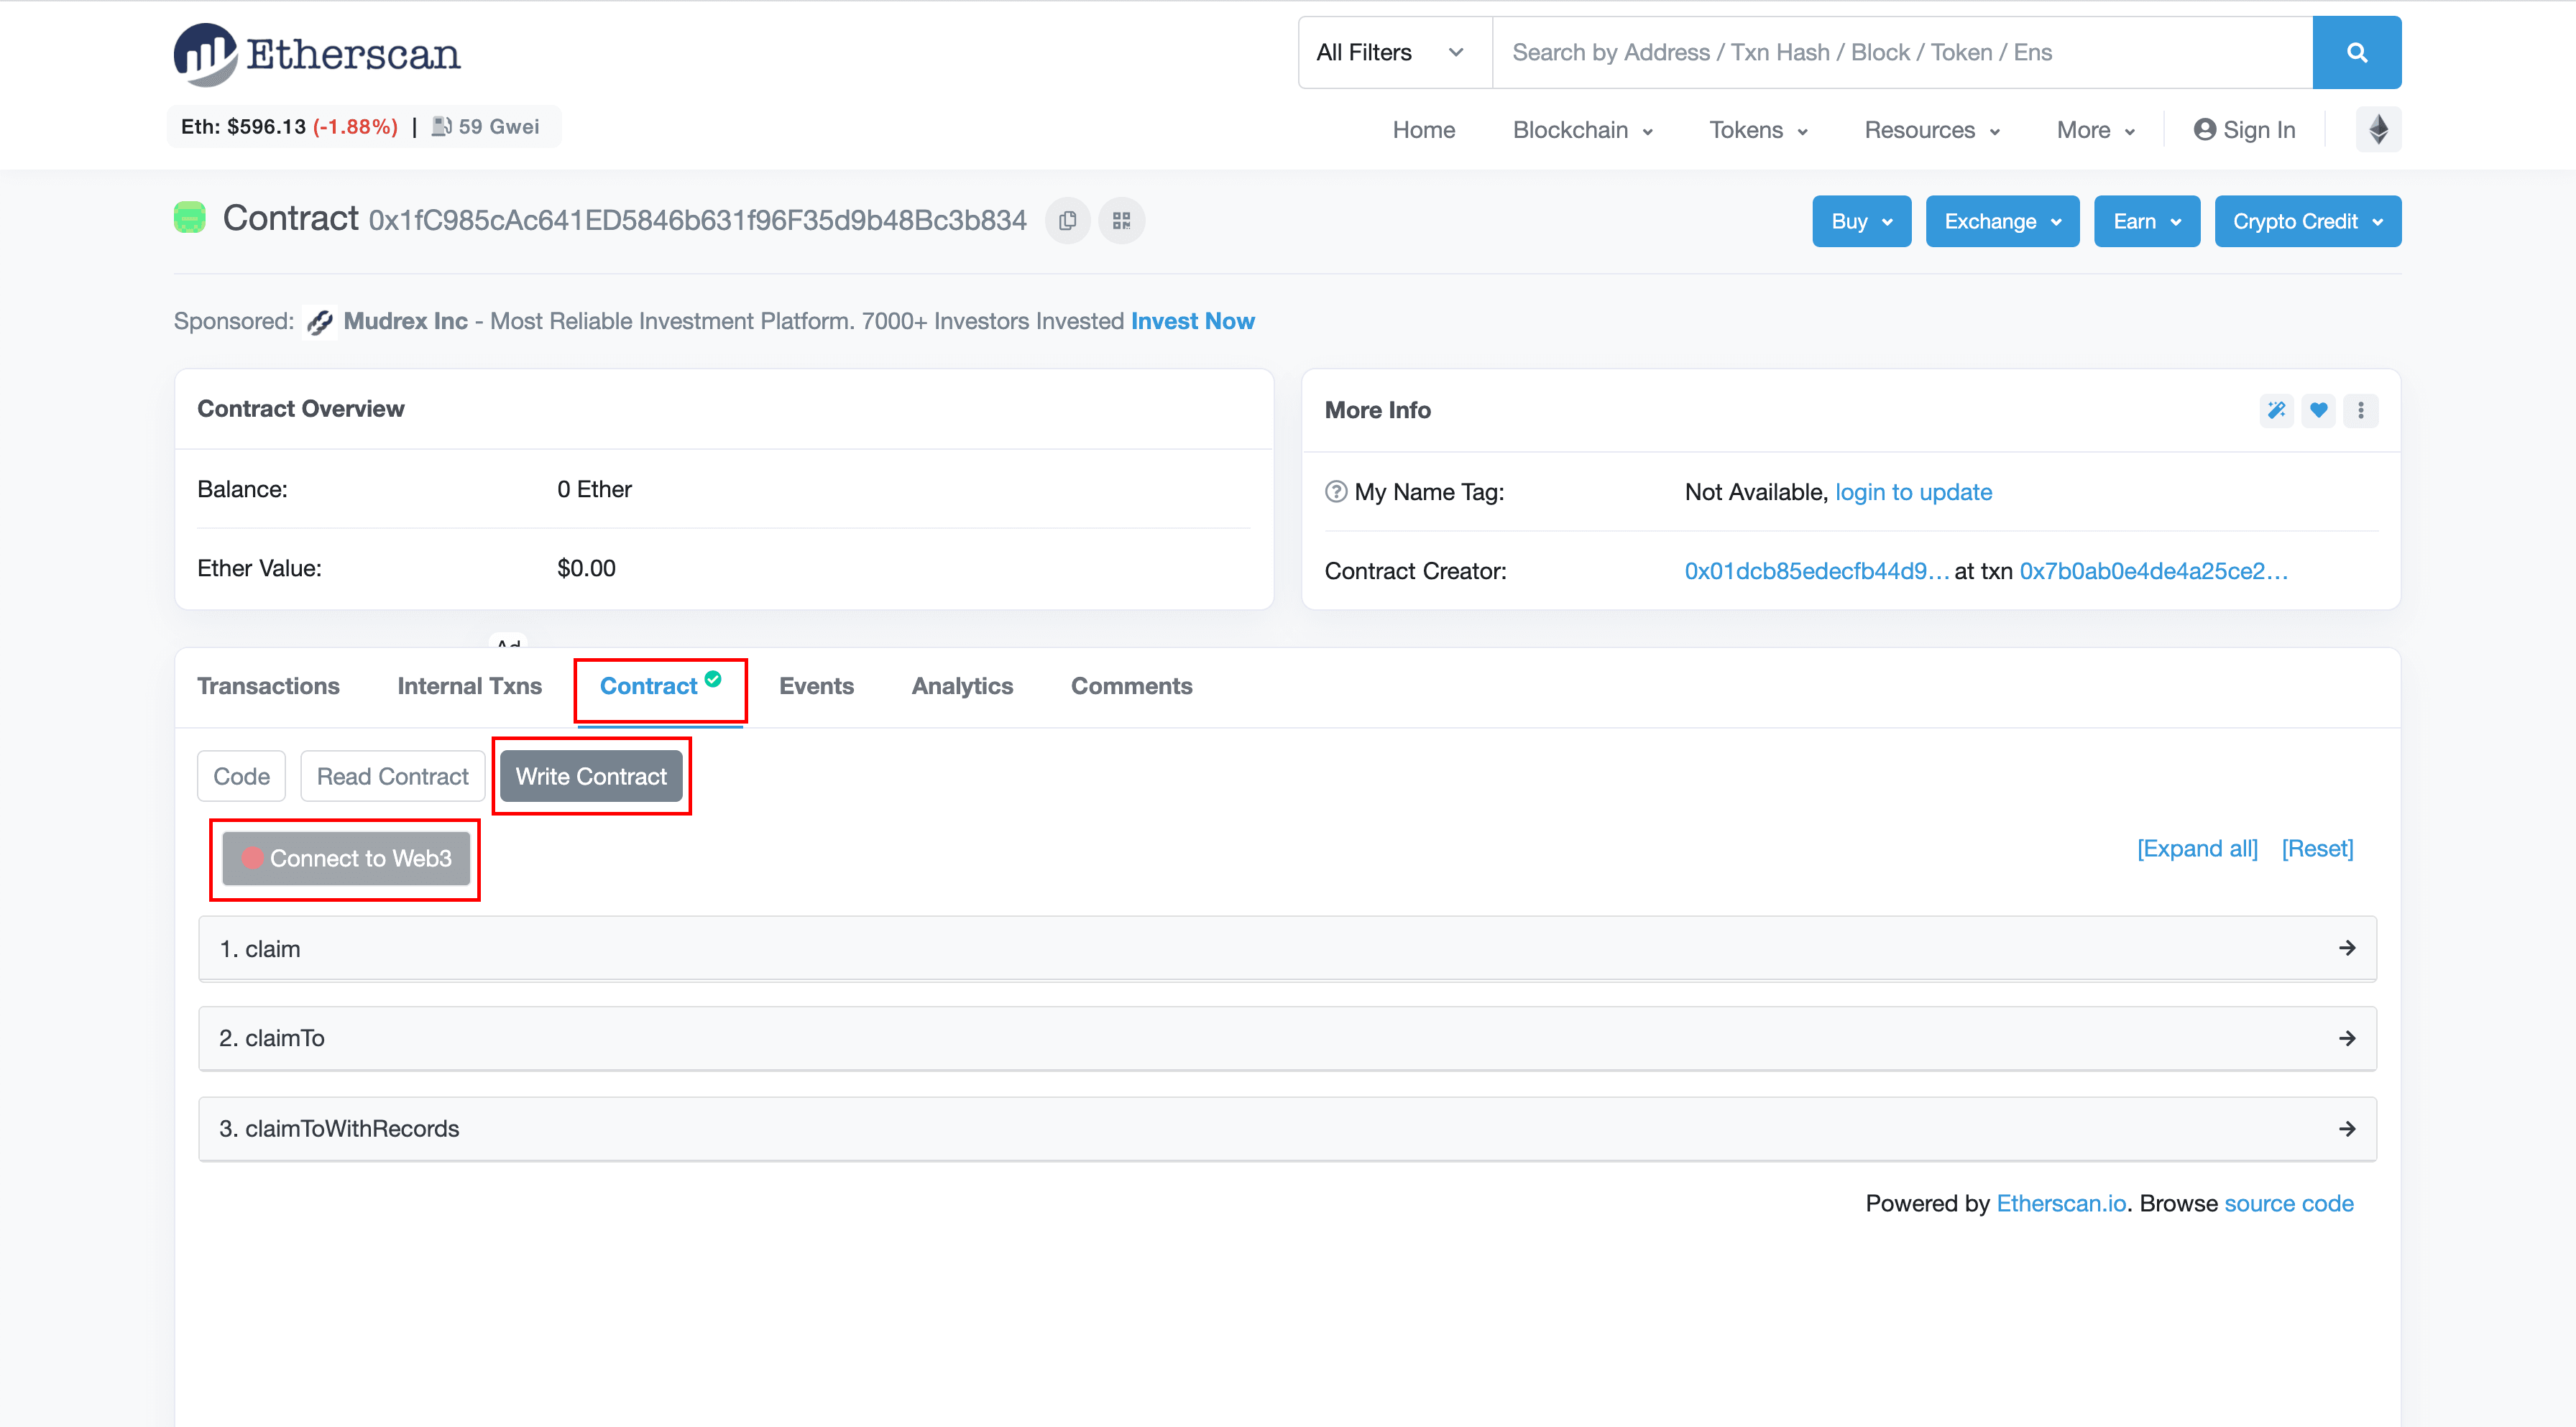 Etherscan
All Filters
Search by Address / Txn Hash / Block / Token / Ens
Eth: $596.13 (-1.88%) | 59 Gwei
Home Blockchain Tokens Resources More Sign In
Contract 0x1fC985cAc641ED5846b631f96F35d9b48Bc3b834
Buy Exchange Earn Crypto Credit
Sponsored: Mudrex Inc - Most Reliable Investment Platform. 7000+ Investors Invested Invest Now
Contract Overview
Balance: 0 Ether
Ether Value: $0.00
More Info
My Name Tag: Not Available, login to update
Contract Creator: 0x01dcb85edecfb44d9... at txn 0x7b0ab0e4de4a25ce2...
Ad
Transactions Internal Txns Contract Events Analytics Comments
Code Read Contract Write Contract
Connect to Web3
[Expand all] [Reset]
1. claim
2. claimTo
3. claimToWithRecords
Powered by Etherscan.io. Browse source code